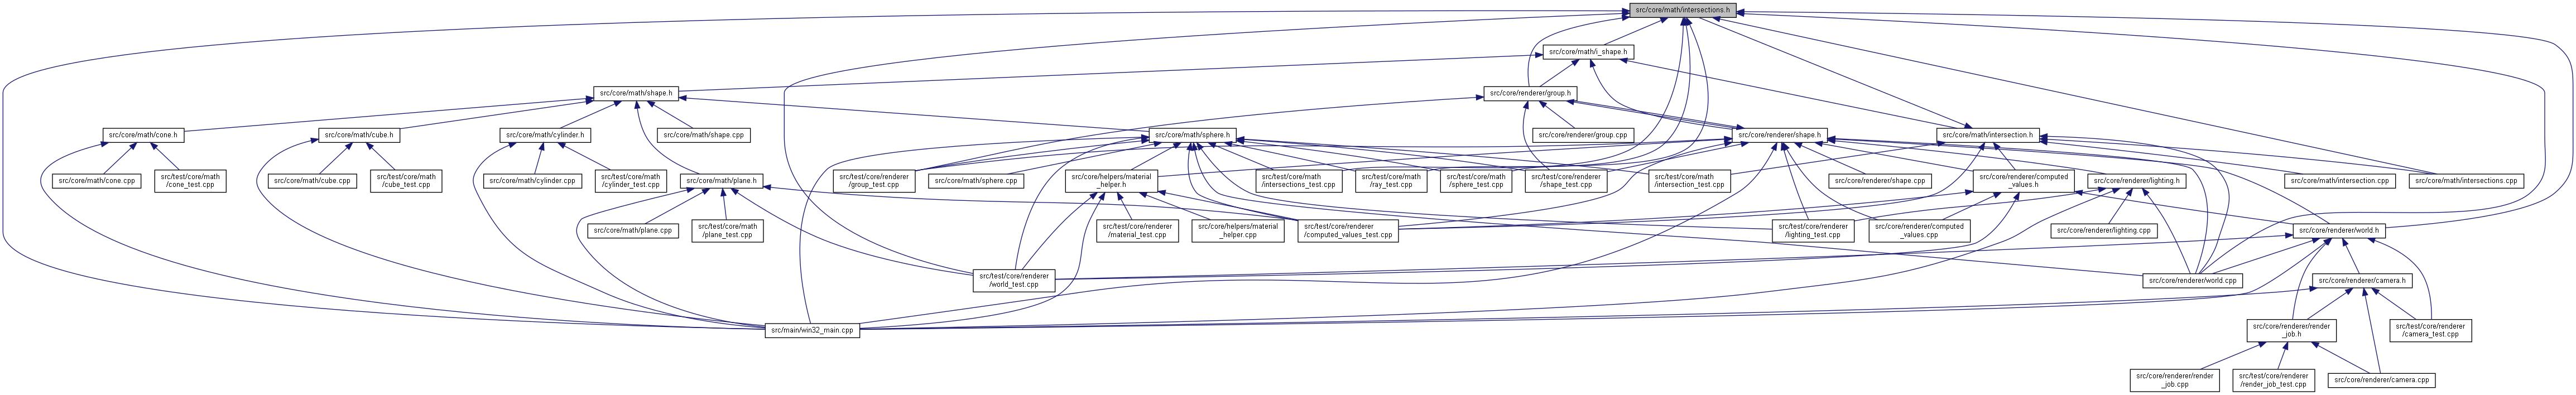 src/core/math/intersections.h
src/core/math/i_shape.h
src/core/math/shape.h
src/core/renderer/group.h
src/core/math/cone.h
src/core/math/cube.h
src/core/math/cylinder.h
src/core/math/shape.cpp
src/core/math/sphere.h
src/core/renderer/group.cpp
src/core/renderer/shape.h
src/core/math/intersection.h
src/core/math/cone.cpp
src/test/core/math
/cone_test.cpp
src/core/math/cube.cpp
src/test/core/math
/cube_test.cpp
src/core/math/cylinder.cpp
src/test/core/math
/cylinder_test.cpp
src/core/math/plane.h
src/test/core/renderer
/group_test.cpp
src/core/math/sphere.cpp
src/core/helpers/material
_helper.h
src/test/core/math
/intersections_test.cpp
src/test/core/math
/ray_test.cpp
src/test/core/math
/sphere_test.cpp
src/test/core/renderer
/shape_test.cpp
src/test/core/math
/intersection_test.cpp
src/core/renderer/shape.cpp
src/core/renderer/computed
_values.h
src/core/renderer/lighting.h
src/core/math/intersection.cpp
src/core/math/intersections.cpp
src/core/math/plane.cpp
src/test/core/math
/plane_test.cpp
src/test/core/renderer
/material_test.cpp
src/core/helpers/material
_helper.cpp
src/test/core/renderer
/computed_values_test.cpp
src/test/core/renderer
/lighting_test.cpp
src/core/renderer/computed
_values.cpp
src/core/renderer/lighting.cpp
src/core/renderer/world.h
src/test/core/renderer
/world_test.cpp
src/core/renderer/world.cpp
src/core/renderer/camera.h
src/main/win32_main.cpp
src/core/renderer/render
_job.h
src/test/core/renderer
/camera_test.cpp
src/core/renderer/render
_job.cpp
src/test/core/renderer
/render_job_test.cpp
src/core/renderer/camera.cpp